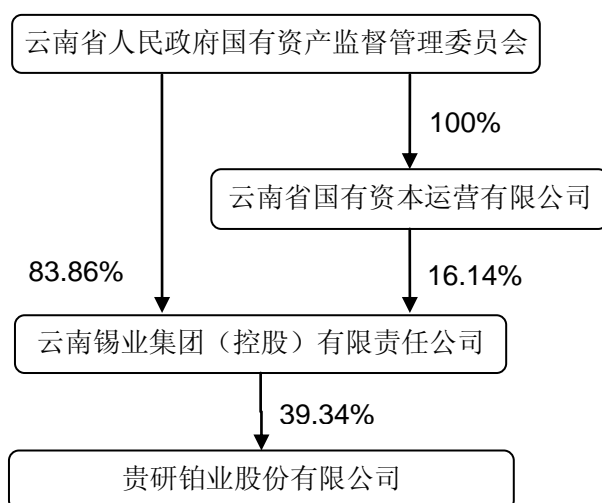 云南省人民政府国有资产监督管理委员会
100%
云南省国有资本运营有限公司
83.86%
16.14%
云南锡业集团（控股）有限责任公司
39.34%
贵研铂业股份有限公司